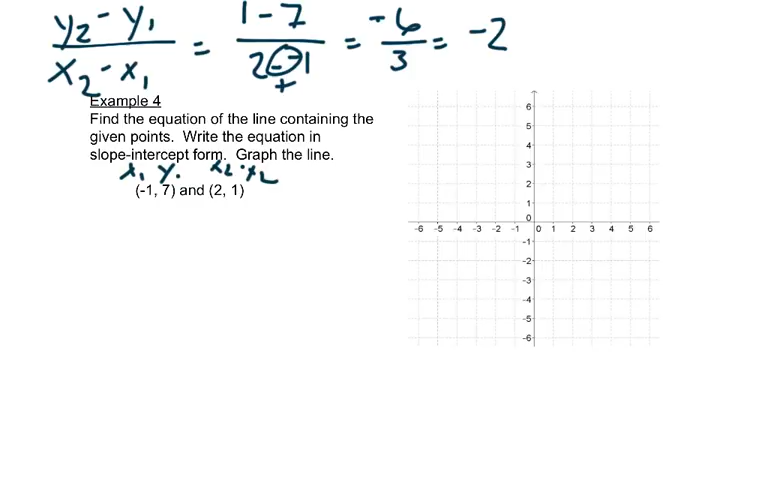 y2 - y1 / x2 - x1 = 1 - 7 / 2 - -1 = -6 / 3 = -2
+
Example 4
Find the equation of the line containing the
given points. Write the equation in
slope-intercept form. Graph the line.
x1 y1 x2 x2
(-1, 7) and (2, 1)
6
5
4
3
2
1
0
-6 -5 -4 -3 -2 -1 0 1 2 3 4 5 6
-1
-2
-3
-4
-5
-6